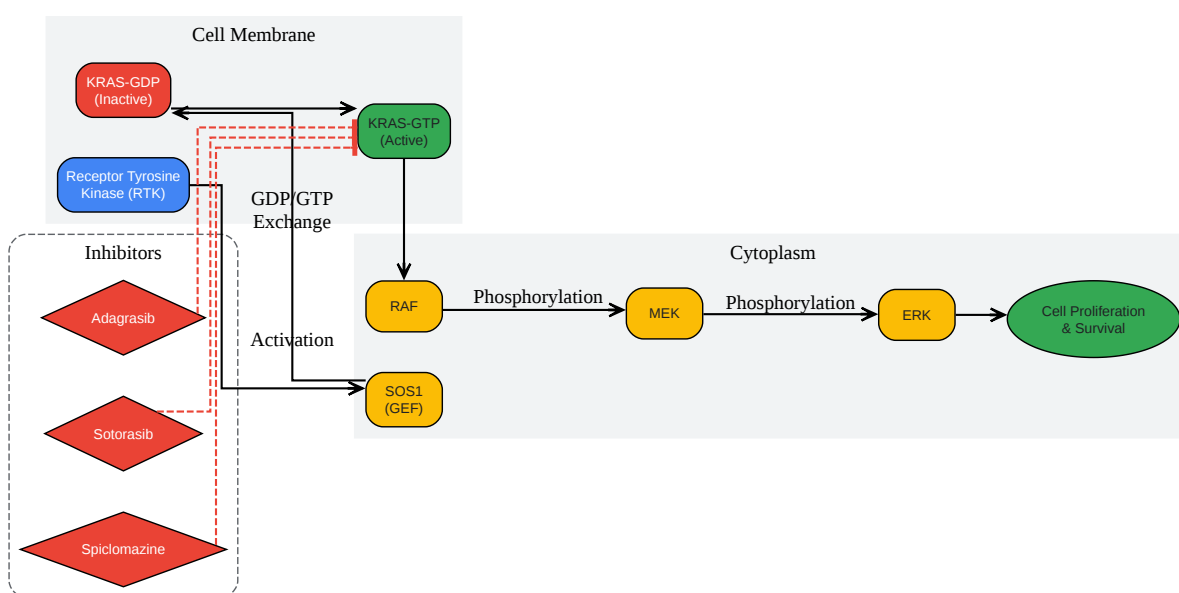 Cell Membrane
KRAS-GDP
(Inactive)
KRAS-GTP
(Active)
Receptor Tyrosine
Kinase (RTK)
GDP/GTP
Exchange
Inhibitors
Cytoplasm
Adagrasib
RAF
Phosphorylation
MEK
Phosphorylation
ERK
Cell Proliferation
& Survival
Activation
SOS1
(GEF)
Sotorasib
Spiclomazine